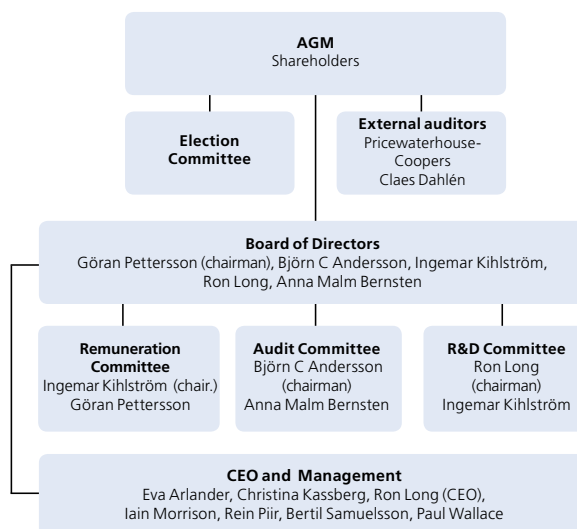 AGM
Shareholders
Election
Committee
External auditors
Pricewaterhouse-
Coopers
Claes Dahlén
Board of Directors
Göran Pettersson (chairman), Björn C Andersson, Ingemar Kihlström,
Ron Long, Anna Malm Bernsten
Remuneration
Committee
Ingemar Kihlström (chair.)
Göran Pettersson
Audit Committee
Björn C Andersson
(chairman)
Anna Malm Bernsten
R&D Committee
Ron Long
(chairman)
Ingemar Kihlström
CEO and Management
Eva Arlander, Christina Kassberg, Ron Long (CEO),
Iain Morrison, Rein Piir, Bertil Samuelsson, Paul Wallace